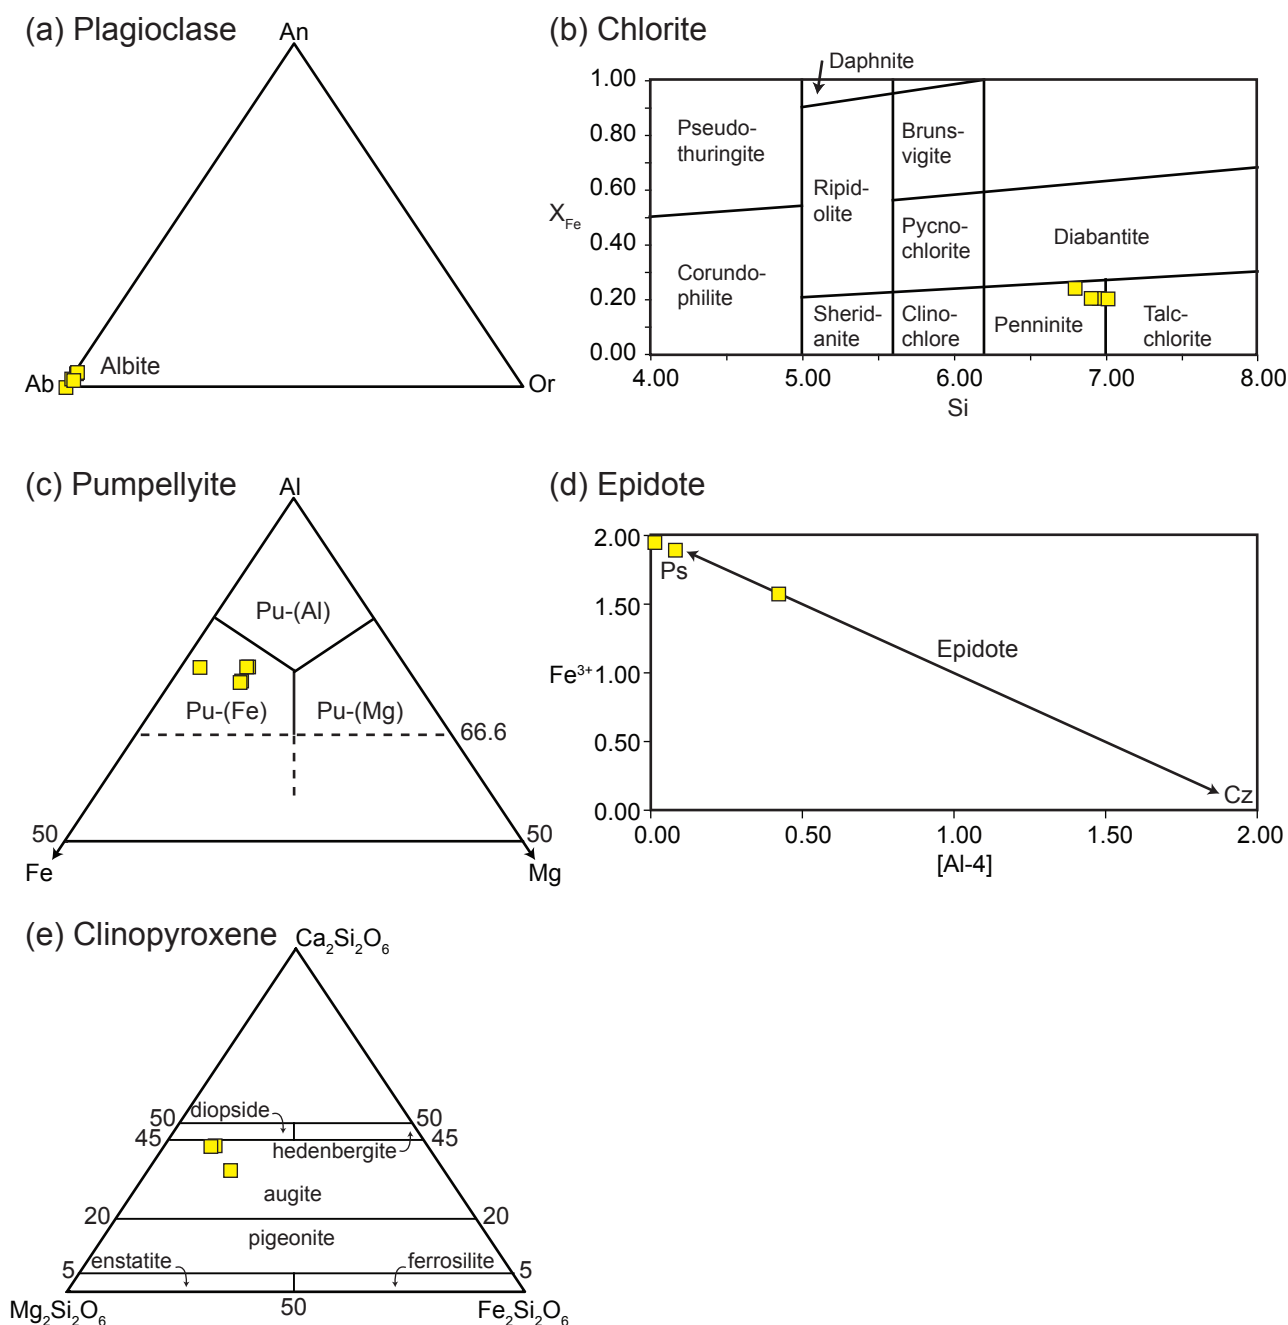 (a) Plagioclase
An
Ab
Albite
Or
(b) Chlorite
Daphnite
1.00
0.80
0.60
0.40
0.20
0.00
X_Fe
Pseudo-
thuringite
Ripid-
olite
Bruns-
vigite
Corundo-
philite
Pycno-
chlorite
Diabantite
Sherid-
anite
Clino-
chlore
Penninite
Talc-
chlorite
4.00 5.00 6.00 7.00 8.00
Si
(c) Pumpellyite
Al
Pu-(Al)
Pu-(Fe)
Pu-(Mg)
66.6
50
50
Fe
Mg
(d) Epidote
2.00
1.50
1.00
0.50
0.00
Fe³⁺
Ps
Epidote
Cz
0.00 0.50 1.00 1.50 2.00
[Al-4]
(e) Clinopyroxene
Ca₂Si₂O₆
50
diopside
50
45
hedenbergite
45
augite
20
20
pigeonite
enstatite
ferrosilite
5
5
Mg₂Si₂O₆
50
Fe₂Si₂O₆